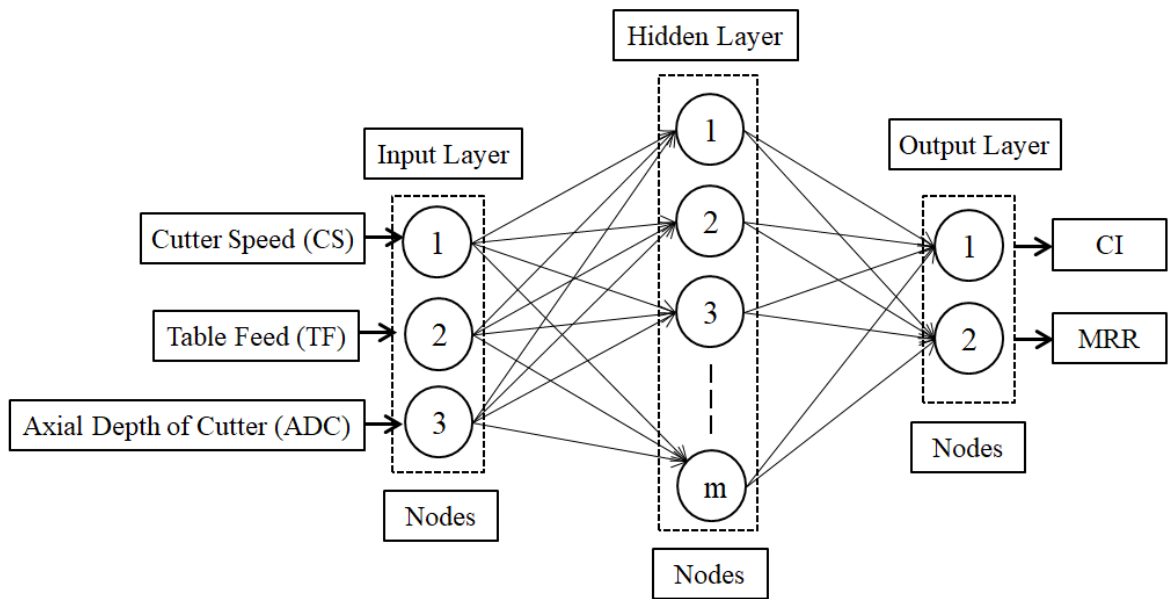 Hidden Layer
Input Layer
Output Layer
Cutter Speed (CS)
Table Feed (TF)
Axial Depth of Cutter (ADC)
1
2
3
Nodes
1
2
3
m
Nodes
1
2
Nodes
CI
MRR